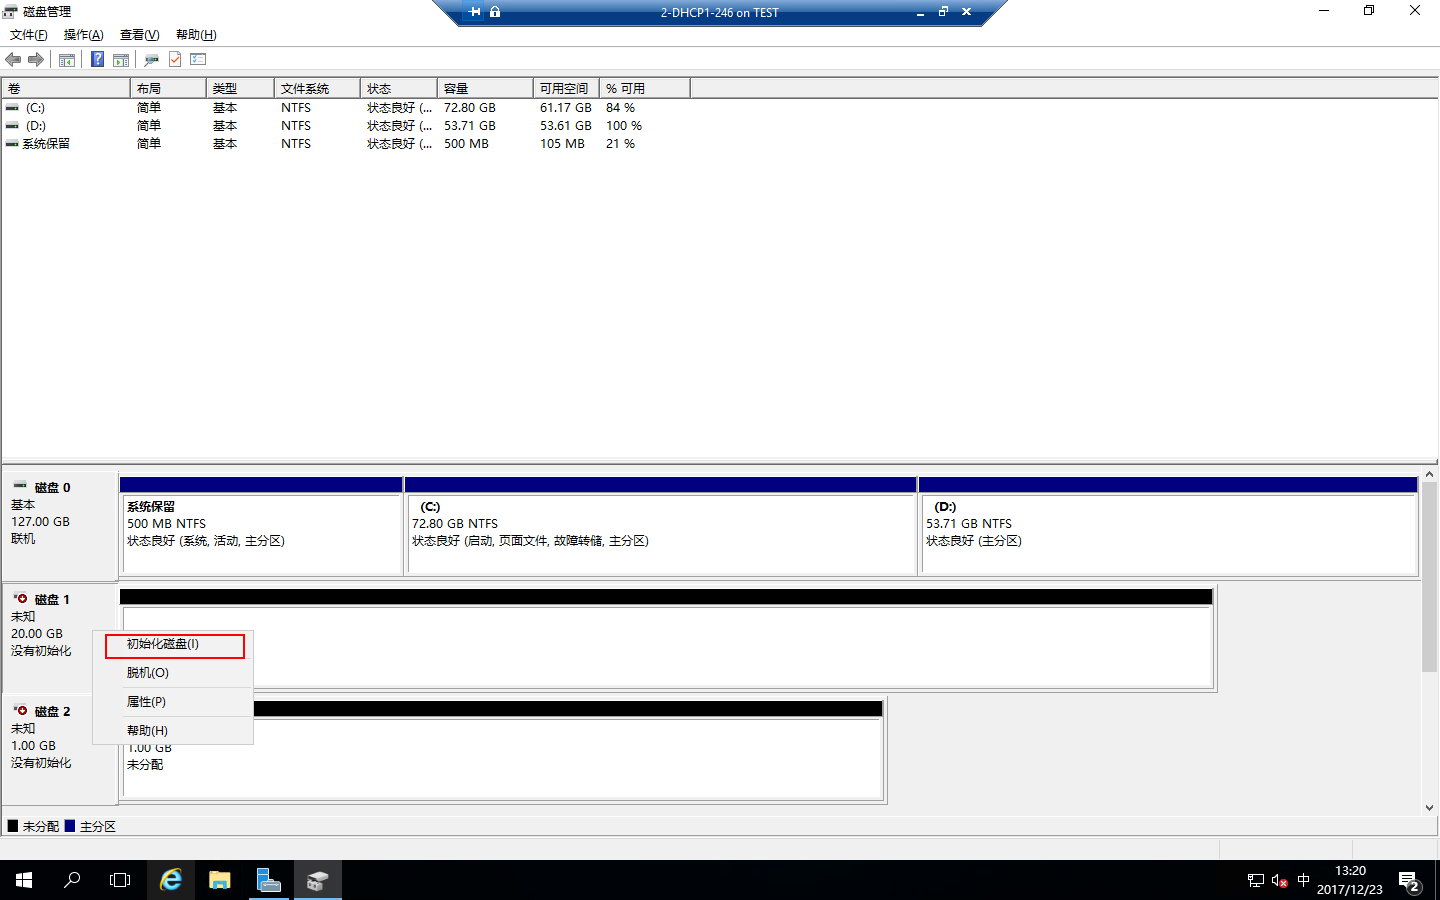 磁盘管理
2-DHCP1-246 on TEST
文件(F) 操作(A) 查看(V) 帮助(H)
卷 布局 类型 文件系统 状态 容量 可用空间 % 可用
(C:) 简单 基本 NTFS 状态良好 (... 72.80 GB 61.17 GB 84 %
(D:) 简单 基本 NTFS 状态良好 (... 53.71 GB 53.61 GB 100 %
系统保留 简单 基本 NTFS 状态良好 (... 500 MB 105 MB 21 %
磁盘 0
基本
127.00 GB
联机
系统保留
500 MB NTFS
状态良好 (系统, 活动, 主分区)
(C:)
72.80 GB NTFS
状态良好 (启动, 页面文件, 故障转储, 主分区)
(D:)
53.71 GB NTFS
状态良好 (主分区)
磁盘 1
未知
20.00 GB
没有初始化
初始化磁盘(I)
脱机(O)
属性(P)
帮助(H)
磁盘 2
未知
1.00 GB
没有初始化
1.00 GB
未分配
未分配 主分区
中
13:20
2017/12/23
2